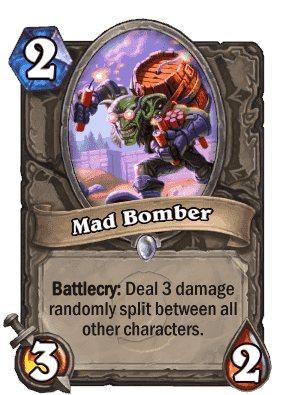 2
Mad Bomber
Battlecry: Deal 3 damage
randomly split between all
other characters.
3
2